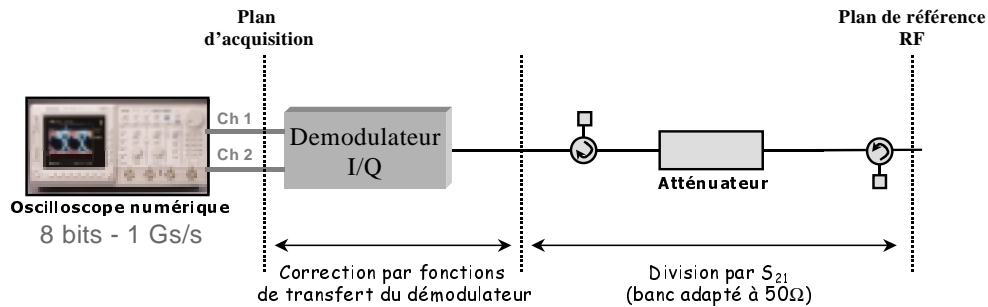 Plan
d’acquisition
Plan de référence
RF
Ch 1
Ch 2
Demodulateur
I/Q
Atténuateur
Oscilloscope numérique
8 bits - 1 Gs/s
Correction par fonctions
de transfert du démodulateur
Division par S21
(banc adapté à 50Ω)